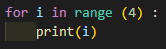 for i in range (4) :
    print(i)